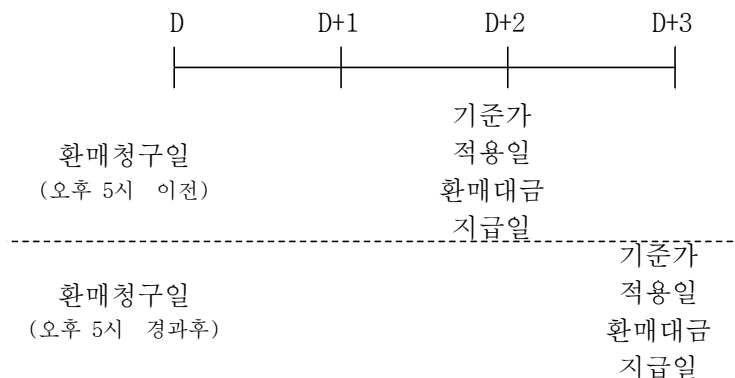 D D+1 D+2 D+3
기준가
적용일
환매청구일
(오후 5시 이전)
환매대금
지급일
기준가
적용일
환매청구일
(오후 5시 경과후)
환매대금
지급일